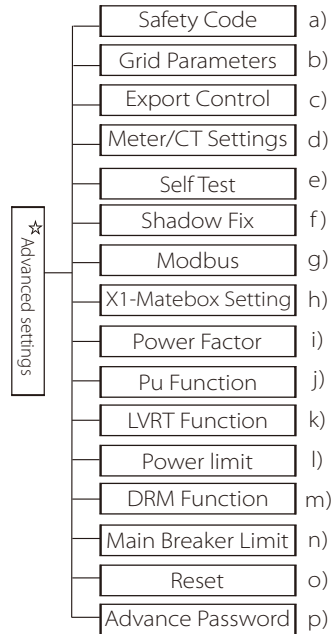 Safety Code a)
Grid Parameters b)
Export Control c)
Meter/CT Settings d)
Self Test e)
Shadow Fix f)
Modbus g)
X1-Matebox Setting h)
Power Factor i)
Pu Function j)
LVRT Function k)
Power limit l)
DRM Function m)
Main Breaker Limit n)
Reset o)
Advance Password p)
☆ Advanced settings